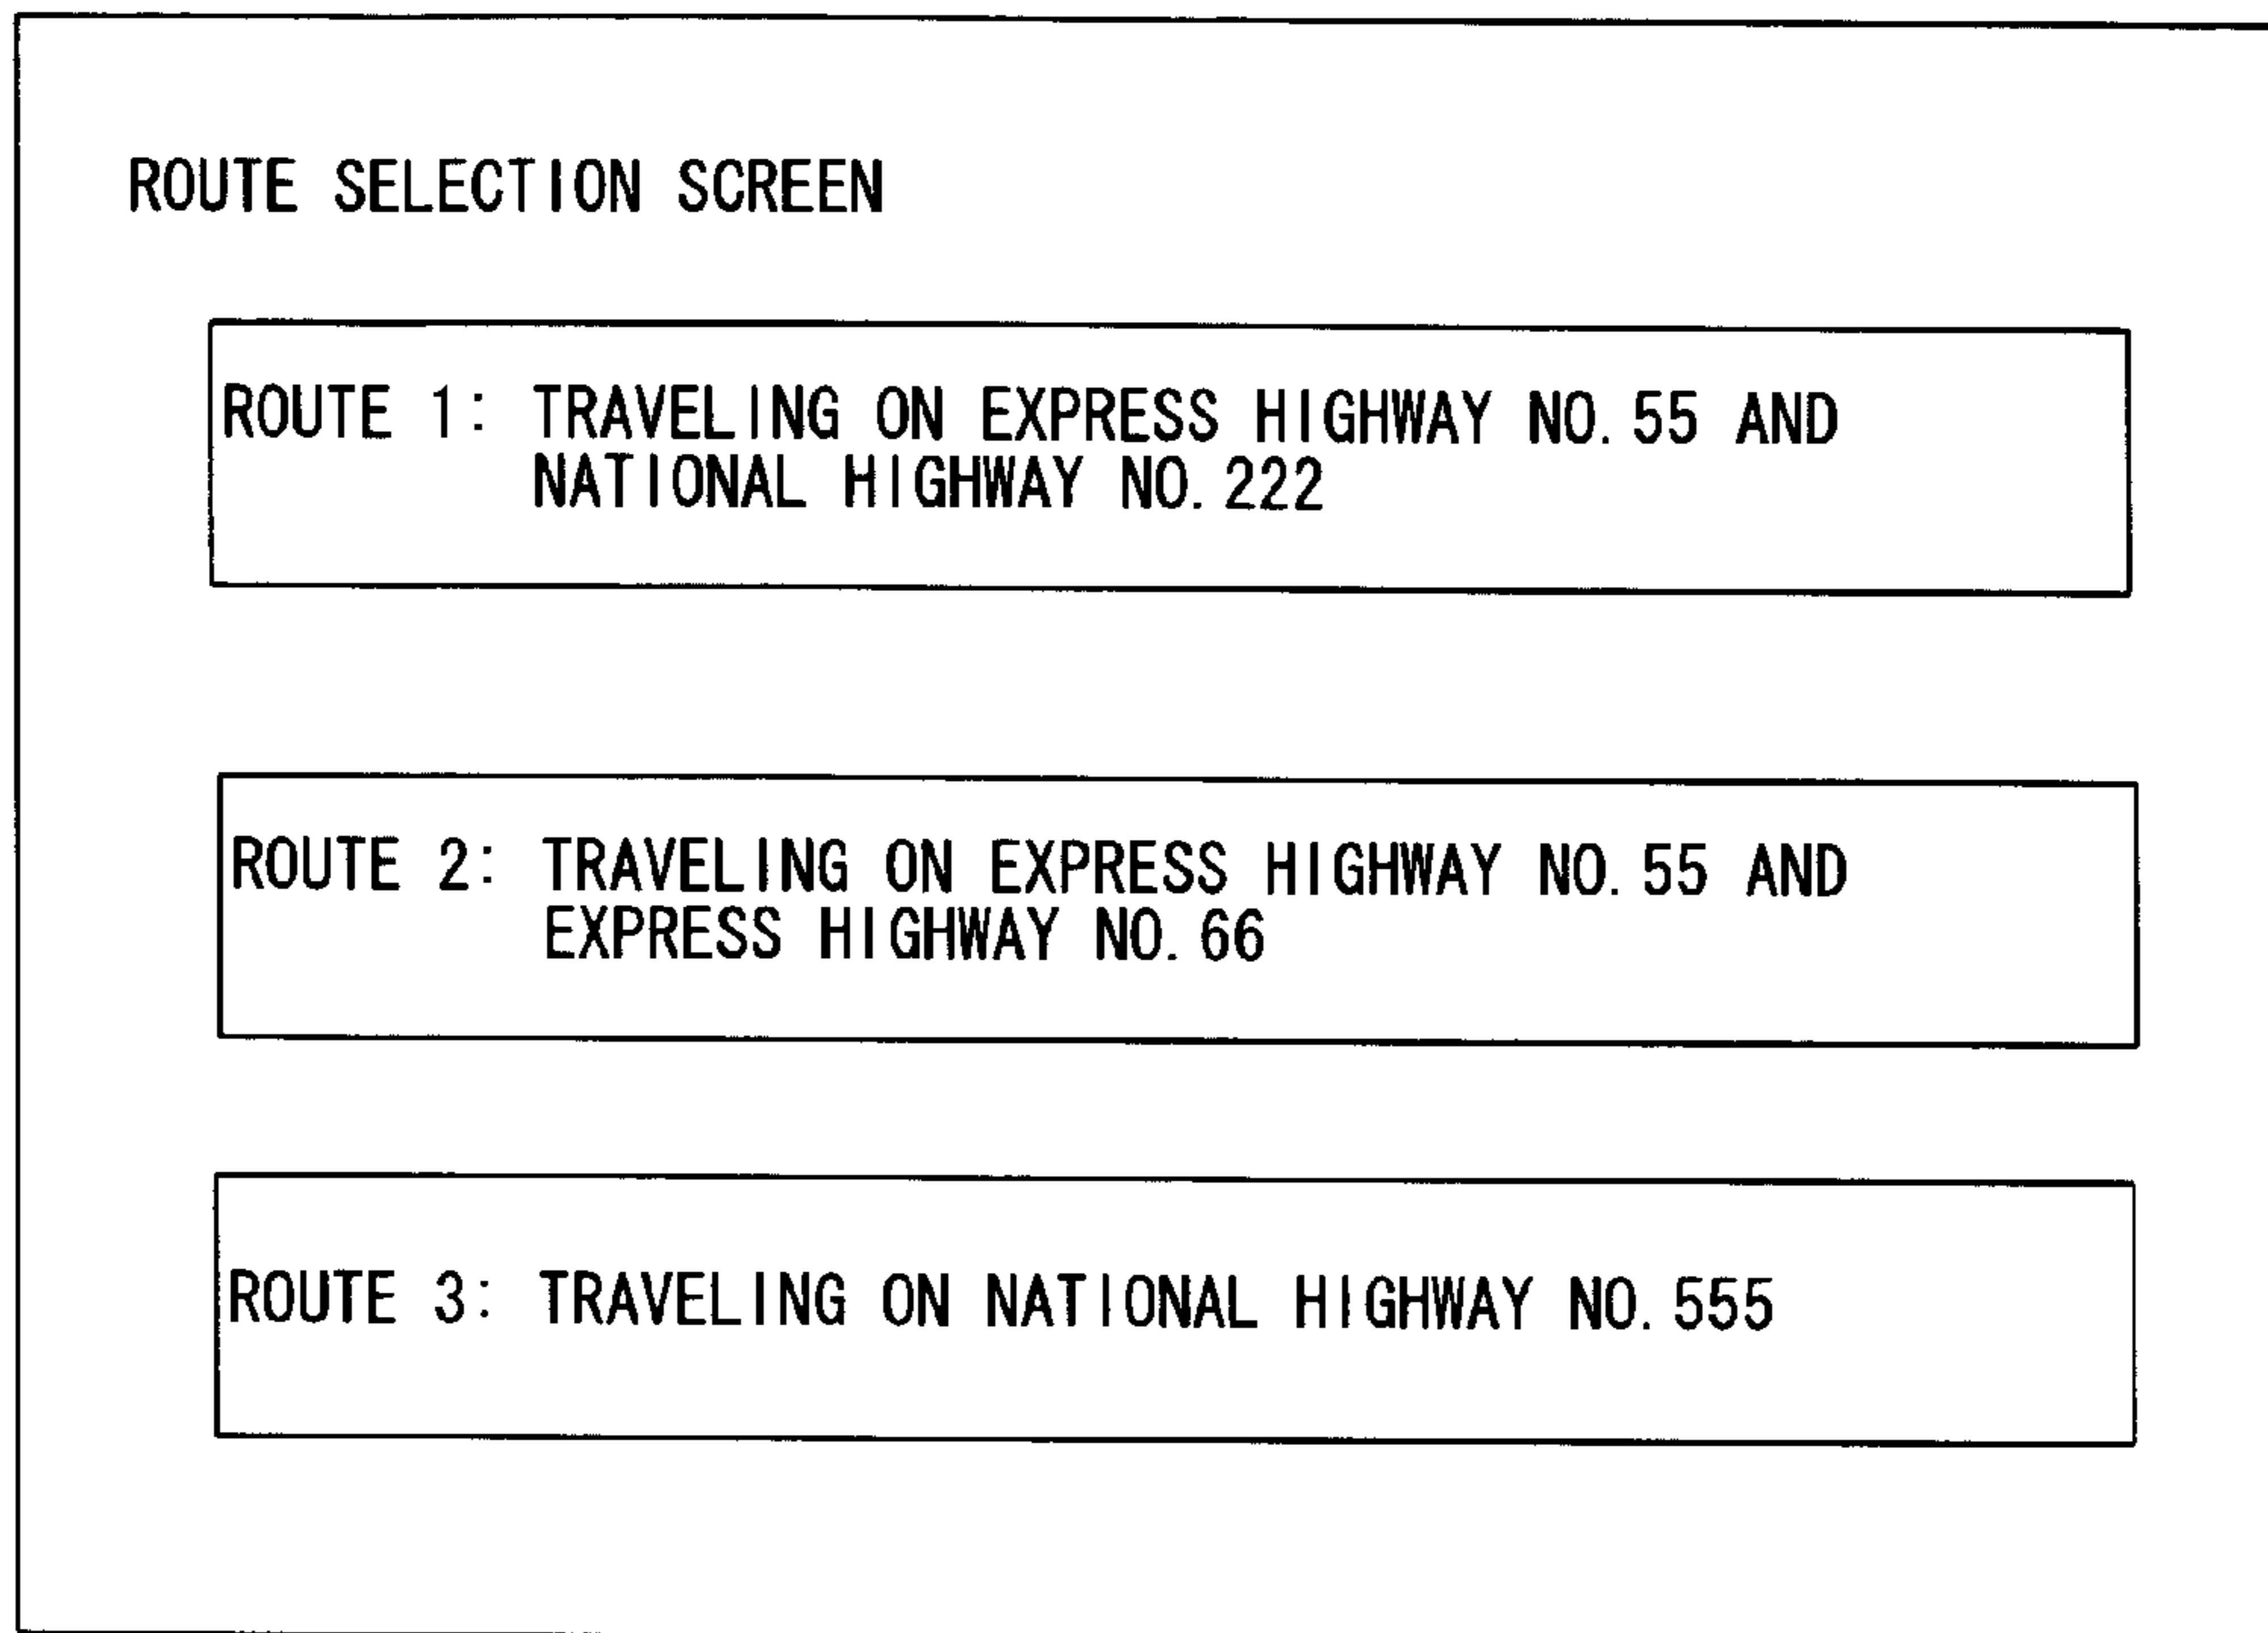 ROUTE SELECTION SCREEN
ROUTE 1: TRAVELING ON EXPRESS HIGHWAY NO.55 AND
NATIONAL HIGHWAY NO.222
ROUTE 2: TRAVELING ON EXPRESS HIGHWAY NO.55 AND
EXPRESS HIGHWAY NO.66
ROUTE 3: TRAVELING ON NATIONAL HIGHWAY NO.555